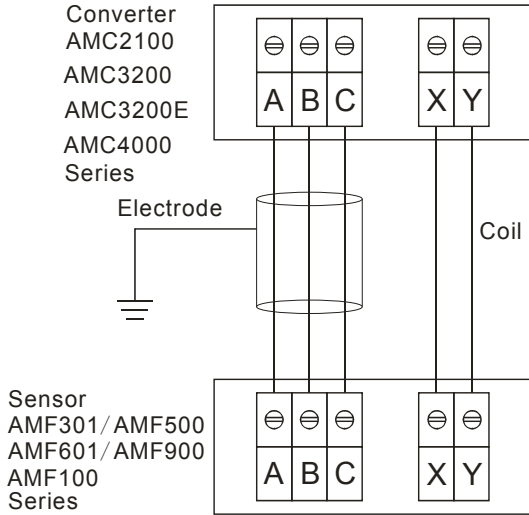 Converter
AMC2100
AMC3200
AMC3200E
AMC4000
Series
A B C X Y
Electrode
Coil
Sensor
AMF301/AMF500
AMF601/AMF900
AMF100
Series
A B C X Y